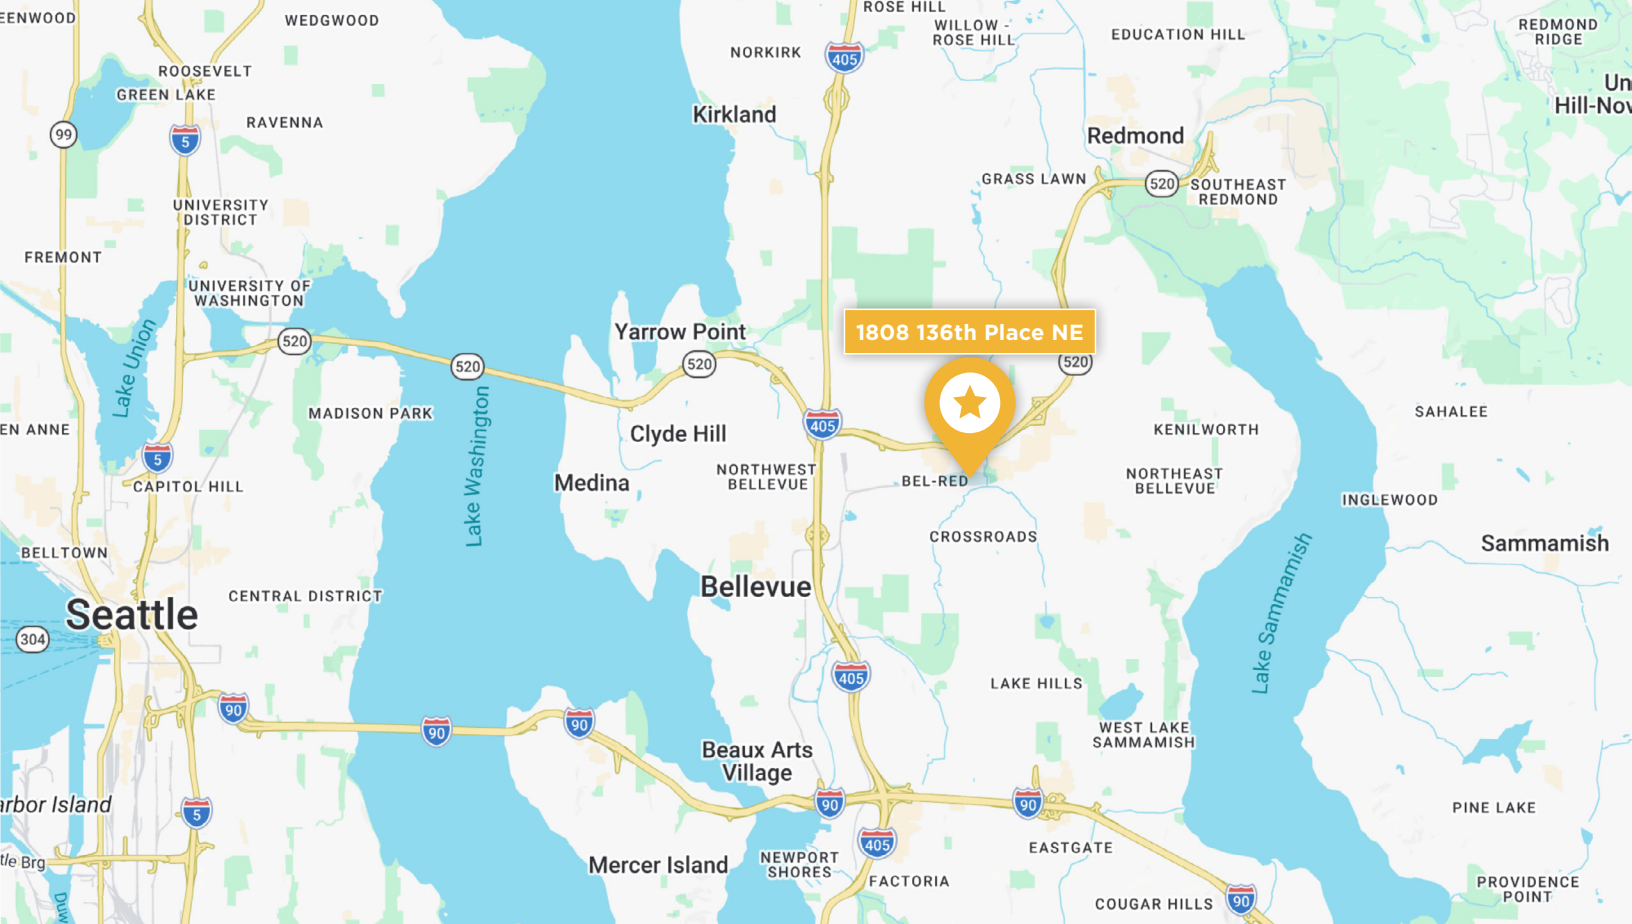 EENWOOD
WEDGWOOD
ROSE HILL
WILLOW -
ROSE HILL
EDUCATION HILL
REDMOND
RIDGE
NORKIRK
405
ROOSEVELT
GREEN LAKE
Un
Hill-Nov
Kirkland
RAVENNA
99
5
Redmond
GRASS LAWN
520
SOUTHEAST
REDMOND
UNIVERSITY
DISTRICT
FREMONT
UNIVERSITY OF
WASHINGTON
Lake Union
520
520
Yarrow Point
520
1808 136th Place NE
520
MADISON PARK
Lake Washington
EN ANNE
Clyde Hill
405
KENILWORTH
SAHALEE
5
CAPITOL HILL
Medina
NORTHWEST
BELLEVUE
BEL-RED
NORTHEAST
BELLEVUE
INGLEWOOD
CROSSROADS
Sammamish
BELLTOWN
Seattle
CENTRAL DISTRICT
Bellevue
Lake Sammamish
304
405
LAKE HILLS
90
90
90
WEST LAKE
SAMMAMISH
Beaux Arts
Village
arbor Island
5
90
90
PINE LAKE
405
EASTGATE
tle Brg
Mercer Island
NEWPORT
SHORES
FACTORIA
COUGAR HILLS
90
PROVIDENCE
POINT
Duw